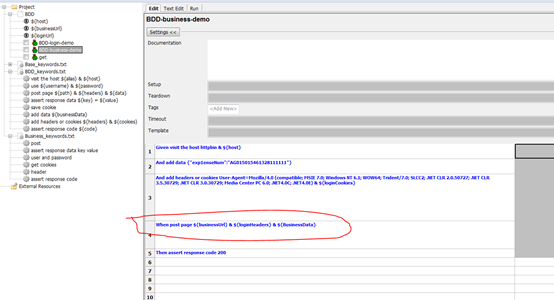 Project
BDD
${host}
${businessUrl}
${loginUrl}
BDD-login-demo
BDD-business-demo
get
Base_keywords.txt
BDD_keywords.txt
visit the host ${alias} & ${host}
use ${username} & ${password}
post page ${path} & ${headers} & ${data}
assert response data ${key} = ${value}
save cookie
add data ${businessData}
add headers or cookies ${headers} & ${cookies}
assert response code ${code}
Business_keywords.txt
post
assert response data key value
user and password
get cookies
header
assert response code
External Resources
Edit Text Edit Run
BDD-business-demo
Settings <<
Documentation
Setup
Teardown
Tags <Add New>
Timeout
Template
1 Given visit the host httpbin & ${host}
2 And add data {"expLenseNum":"AG015015461328111111"}
3 And add headers or cookies User-Agent=Mozilla/4.0 (compatible; MSIE 7.0; Windows NT 6.1; WOW64; Trident/7.0; SLCC2; .NET CLR 2.0.50727; .NET CLR
3.5.30729; .NET CLR 3.0.30729; Media Center PC 6.0; .NET4.0C; .NET4.0E) & ${loginCookies}
4 When post page ${businessUrl} & ${loginHeaders} & ${BusinessData}
5 Then assert response code 200
6
7
8
9
10